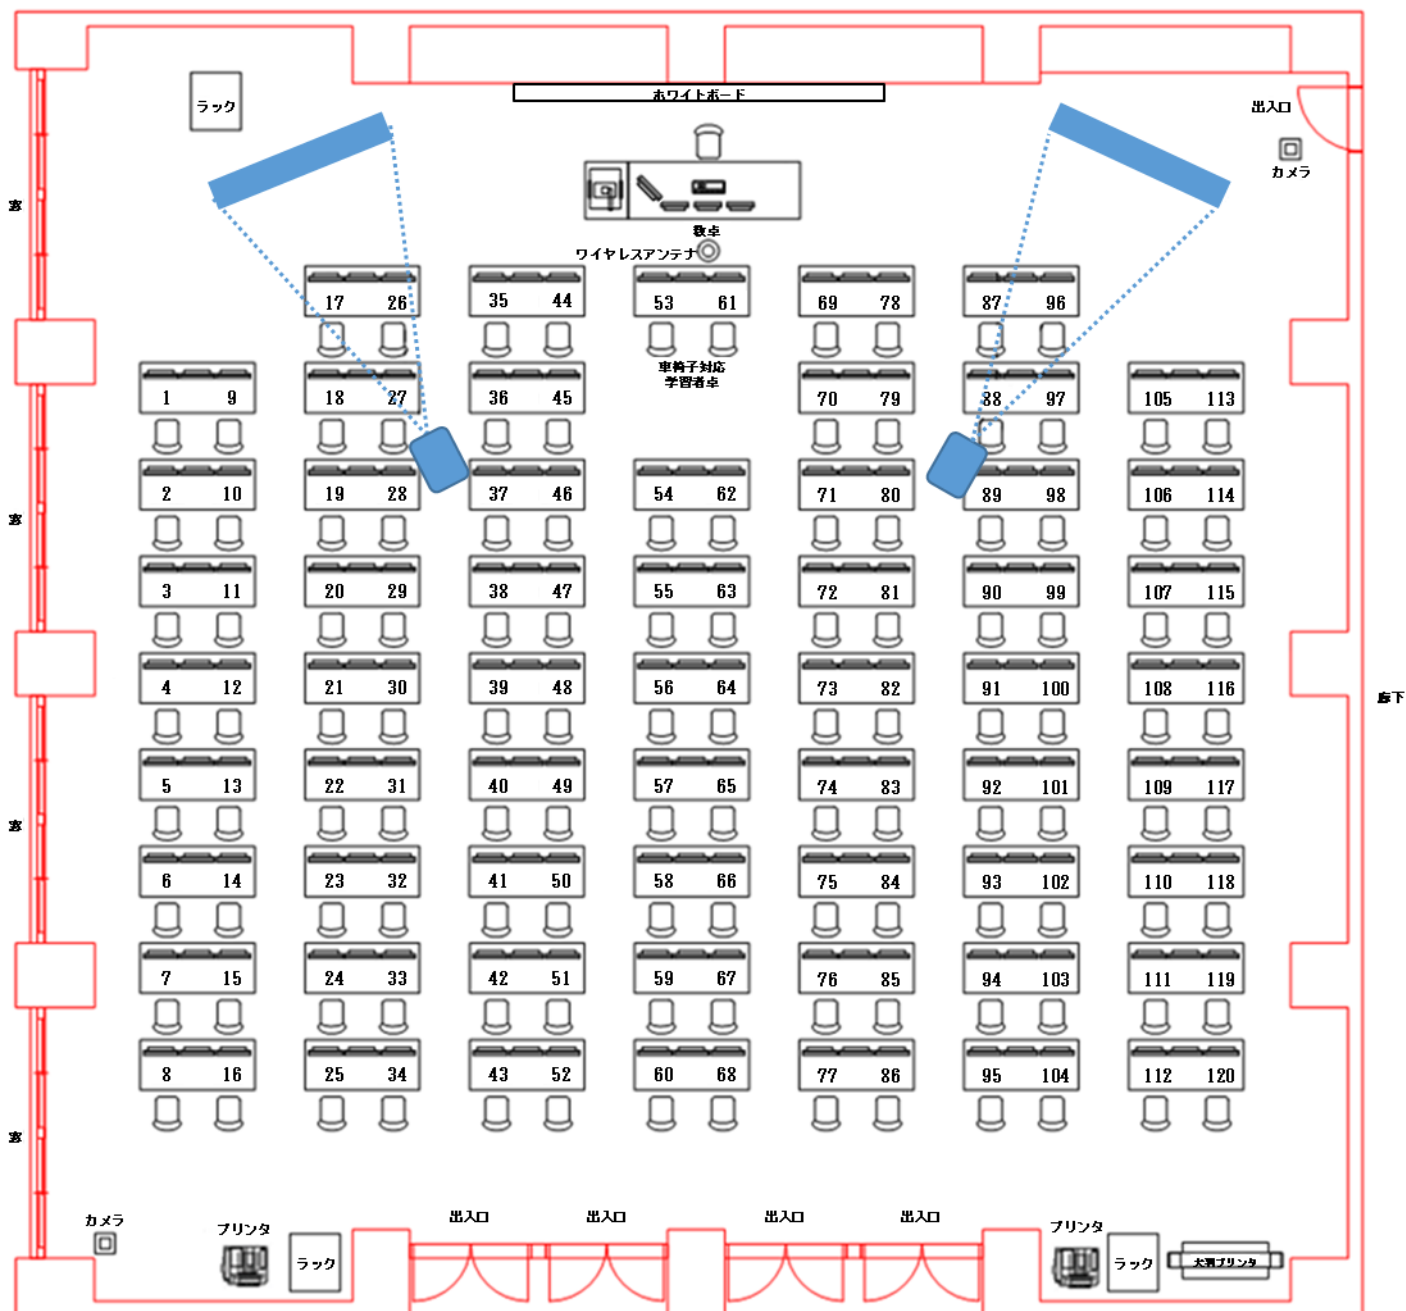 ホワイトボード
ラック
出入口
カメラ
教卓
ワイヤレスアンテナ
窓
17 26 35 44 53 61 69 78 87 96
車椅子対応
学習者卓
1 9 18 27 36 45 70 79 88 97 105 113
2 10 19 28 37 46 54 62 71 80 89 98 106 114
窓
3 11 20 29 38 47 55 63 72 81 90 99 107 115
4 12 21 30 39 48 56 64 73 82 91 100 108 116
廊下
5 13 22 31 40 49 57 65 74 83 92 101 109 117
窓
6 14 23 32 41 50 58 66 75 84 93 102 110 118
7 15 24 33 42 51 59 67 76 85 94 103 111 119
8 16 25 34 43 52 60 68 77 86 95 104 112 120
窓
カメラ
プリンタ
出入口 出入口 出入口 出入口
プリンタ
ラック
ラック
大判プリンタ